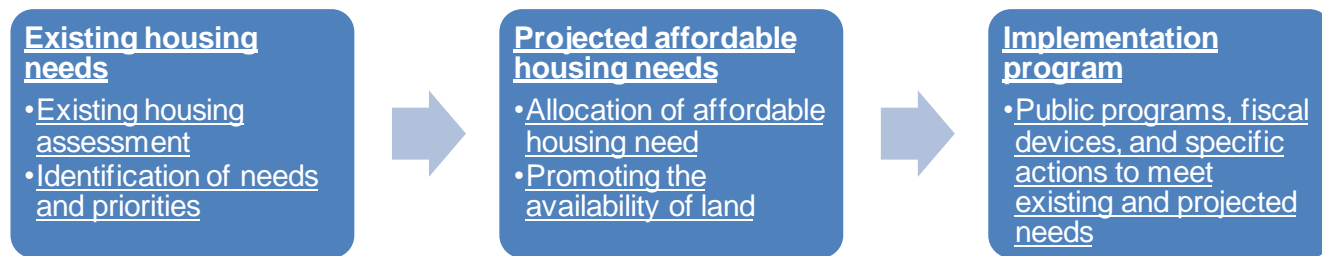 Existing housing
needs
•Existing housing
assessment
•Identification of needs
and priorities
Projected affordable
housing needs
•Allocation of affordable
housing need
•Promoting the
availability of land
Implementation
program
•Public programs, fiscal
devices, and specific
actions to meet
existing and projected
needs